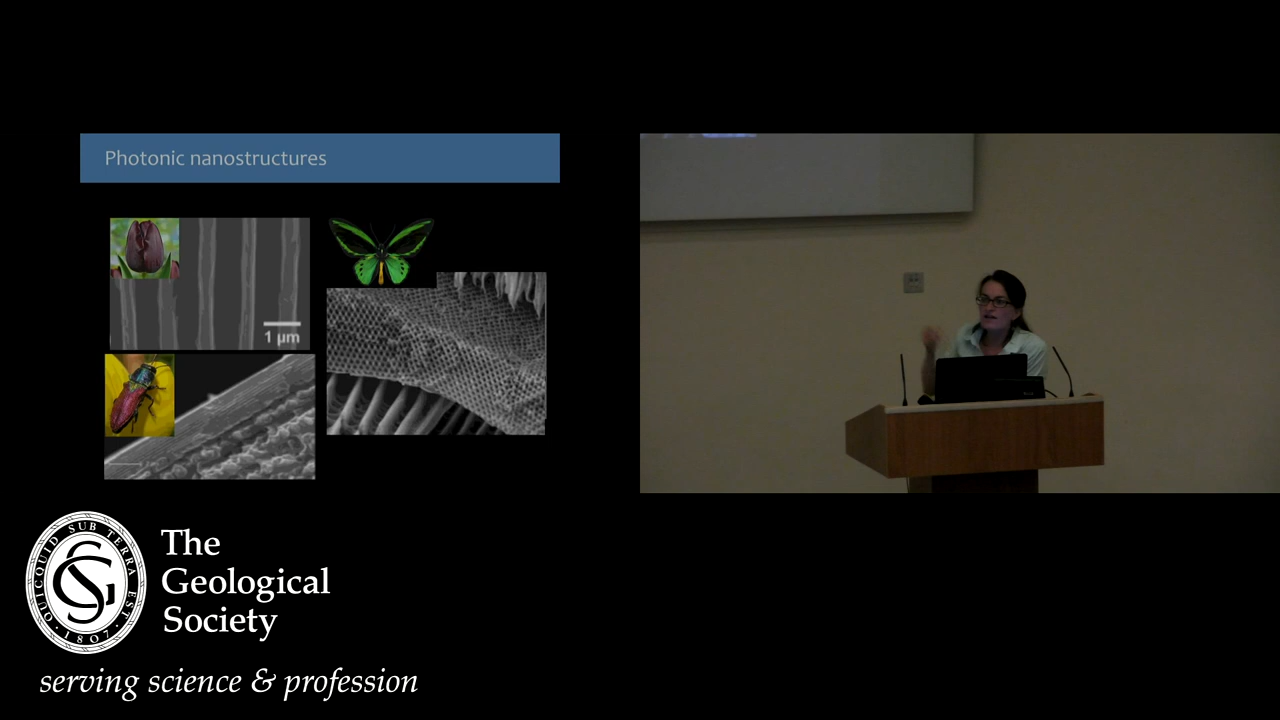 Photonic nanostructures
1 µm
QUICQUID SUB TERRA EST
· 1807 ·
The
Geological
Society
serving science & profession